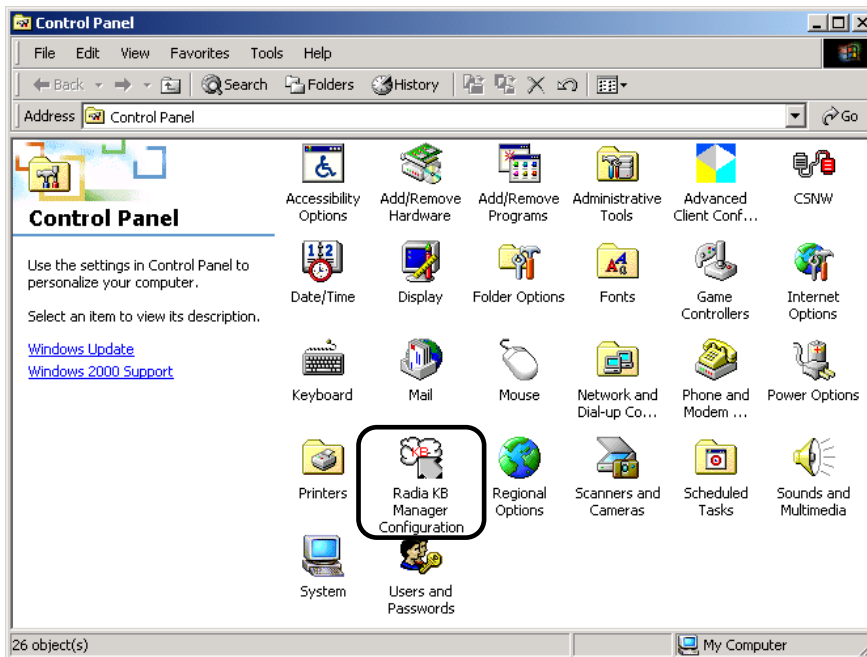 Control Panel
File Edit View Favorites Tools Help
Back Search Folders History
Address Control Panel Go
Control Panel
Use the settings in Control Panel to
personalize your computer.
Select an item to view its description.
Windows Update
Windows 2000 Support
Accessibility
Options
Add/Remove
Hardware
Add/Remove
Programs
Administrative
Tools
Advanced
Client Conf...
CSNW
Date/Time
Display
Folder Options
Fonts
Game
Controllers
Internet
Options
Keyboard
Mail
Mouse
Network and
Dial-up Co...
Phone and
Modem ...
Power Options
Printers
KB
Radia KB
Manager
Configuration
Regional
Options
Scanners and
Cameras
Scheduled
Tasks
Sounds and
Multimedia
System
Users and
Passwords
26 object(s) My Computer